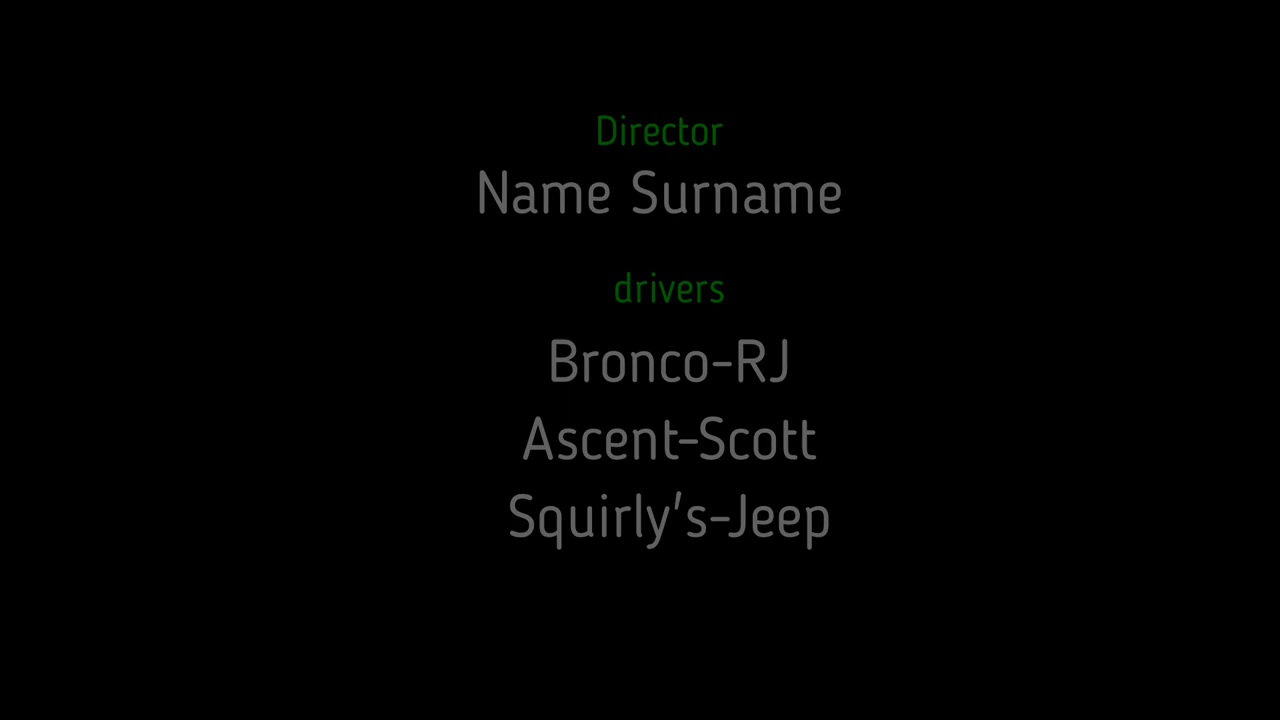 Director
Name Surname
drivers
Bronco-RJ
Ascent-Scott
Squirly's-Jeep